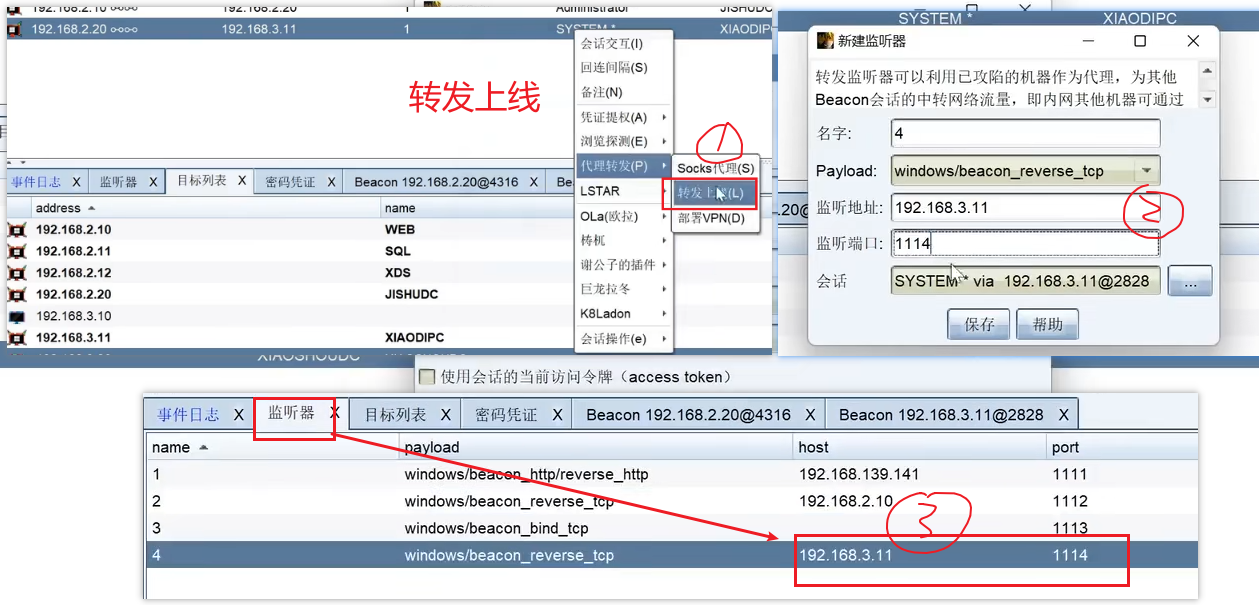 192.168.2.10 192.168.2.20 1 Administrator JISHUDC
192.168.2.20 192.168.3.11 1 SYSTEM * XIAODIPC
转发上线
会话交互(I)
回连间隔(S)
备注(N)
凭证提权(A)
浏览探测(E)
代理转发(P)
LSTAR
OLa(欧拉)
梼杌
谢公子的插件
巨龙拉冬
K8Ladon
会话操作(e)
1
Socks代理(S)
转发上线(L)
部署VPN(D)
事件日志 X 监听器 X 目标列表 X 密码凭证 X Beacon 192.168.2.20@4316 X Be
address name
192.168.2.10 WEB
192.168.2.11 SQL
192.168.2.12 XDS
192.168.2.20 JISHUDC
192.168.3.10
192.168.3.11 XIAODIPC
XIAOSHOUDC
SYSTEM * XIAODIPC
新建监听器
转发监听器可以利用已攻陷的机器作为代理，为其他
Beacon会话的中转网络流量，即内网其他机器可通过
名字: 4
Payload: windows/beacon_reverse_tcp
监听地址: 192.168.3.11
2
监听端口: 1114
会话 SYSTEM * via 192.168.3.11@2828 ...
保存 帮助
.20@
使用会话的当前访问令牌（access token）
事件日志 X 监听器 X 目标列表 X 密码凭证 X Beacon 192.168.2.20@4316 X Beacon 192.168.3.11@2828 X
name payload host port
1 windows/beacon_http/reverse_http 192.168.139.141 1111
2 windows/beacon_reverse_tcp 192.168.2.10 1112
3 windows/beacon_bind_tcp 1113
3
4 windows/beacon_reverse_tcp 192.168.3.11 1114